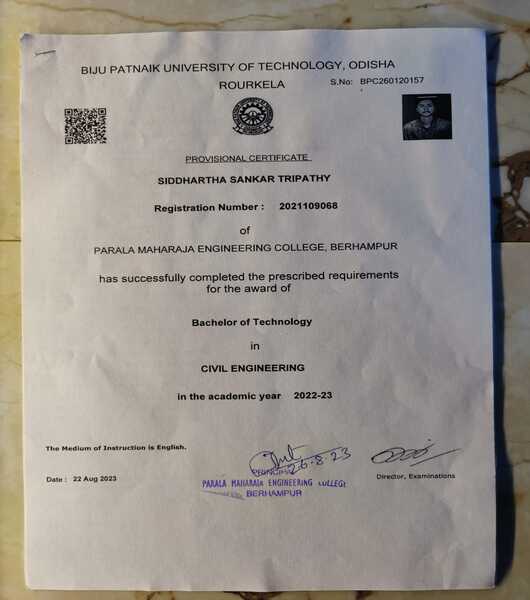 BIJU PATNAIK UNIVERSITY OF TECHNOLOGY, ODISHA
ROURKELA
S.No: BPC260120157
PROVISIONAL CERTIFICATE
SIDDHARTHA SANKAR TRIPATHY
Registration Number : 2021109068
of
PARALA MAHARAJA ENGINEERING COLLEGE, BERHAMPUR
has successfully completed the prescribed requirements
for the award of
Bachelor of Technology
in
CIVIL ENGINEERING
in the academic year 2022-23
The Medium of Instruction is English.
26-8-23
Date : 22 Aug 2023
PRINCIPAL
PARALA MAHARAJA ENGINEERING COLLEGE
BERHAMPUR
Director, Examinations